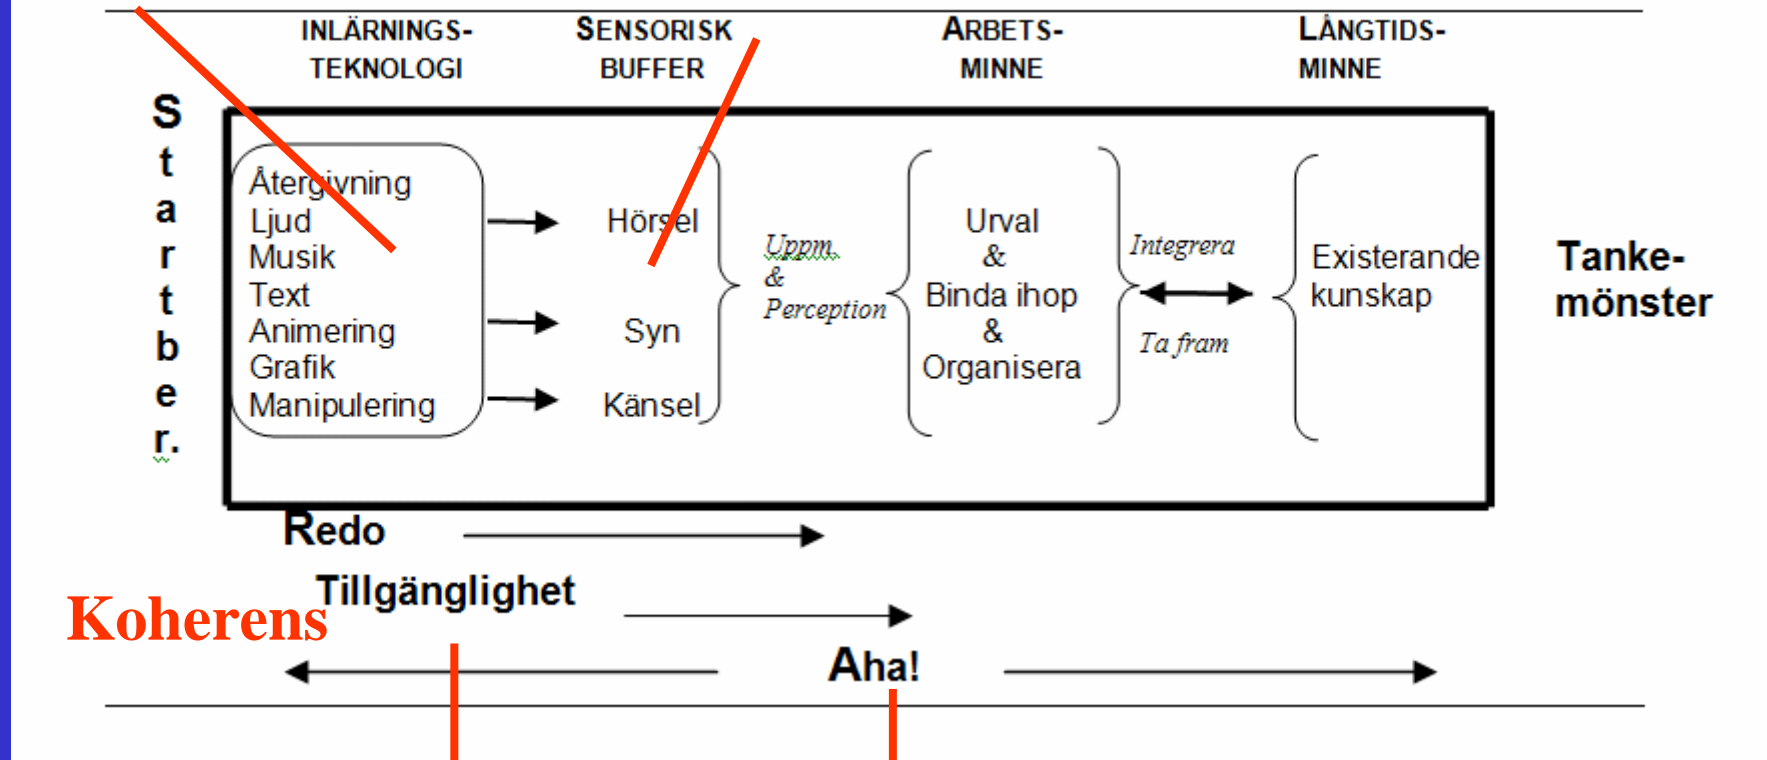 INLÄRNINGS-
TEKNOLOGI
SENSORISK
BUFFER
ARBETS-
MINNE
LÅNGTIDS-
MINNE
Startber.
Återgivning
Ljud
Musik
Text
Animering
Grafik
Manipulering
Hörsel
Syn
Känsel
Uppm.
&
Perception
Urval
&
Binda ihop
&
Organisera
Integrera
Ta fram
Existerande
kunskap
Tanke-
mönster
Redo
Tillgänglighet
Koherens
Aha!